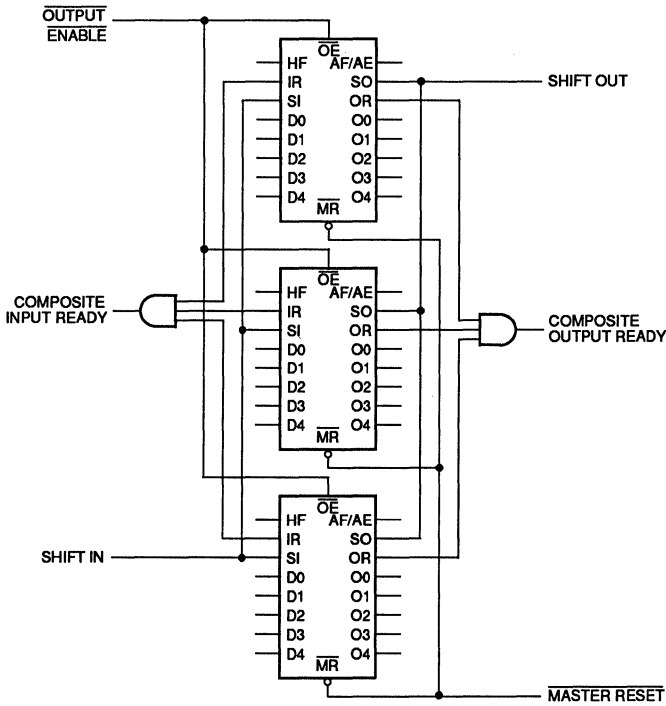 OUTPUT
ENABLE
OE
HF AF/AE
IR SO
SHIFT OUT
SI OR
D0 O0
D1 O1
D2 O2
D3 O3
D4 O4
MR
OE
HF AF/AE
COMPOSITE
INPUT READY
IR SO
SI OR
COMPOSITE
OUTPUT READY
D0 O0
D1 O1
D2 O2
D3 O3
D4 O4
MR
OE
HF AF/AE
IR SO
SHIFT IN
SI OR
D0 O0
D1 O1
D2 O2
D3 O3
D4 O4
MR
MASTER RESET